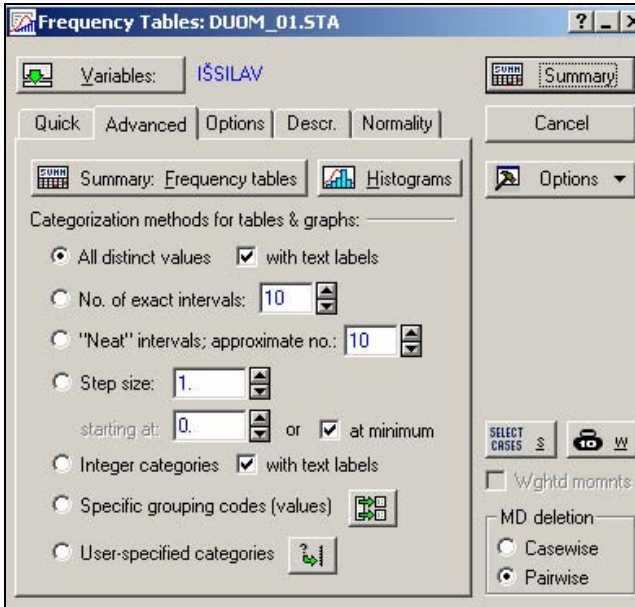 Frequency Tables: DUOM_01.STA
Variables: IŠSILAV
Quick Advanced Options Descr. Normality
Summary: Frequency tables Histograms
Categorization methods for tables & graphs:
All distinct values with text labels
No. of exact intervals: 10
"Neat" intervals; approximate no.: 10
Step size: 1.
starting at: 0. or at minimum
Integer categories with text labels
Specific grouping codes (values)
User-specified categories
Summary
Cancel
Options
SELECT CASES S W
Wghtd momnts
MD deletion
Casewise
Pairwise